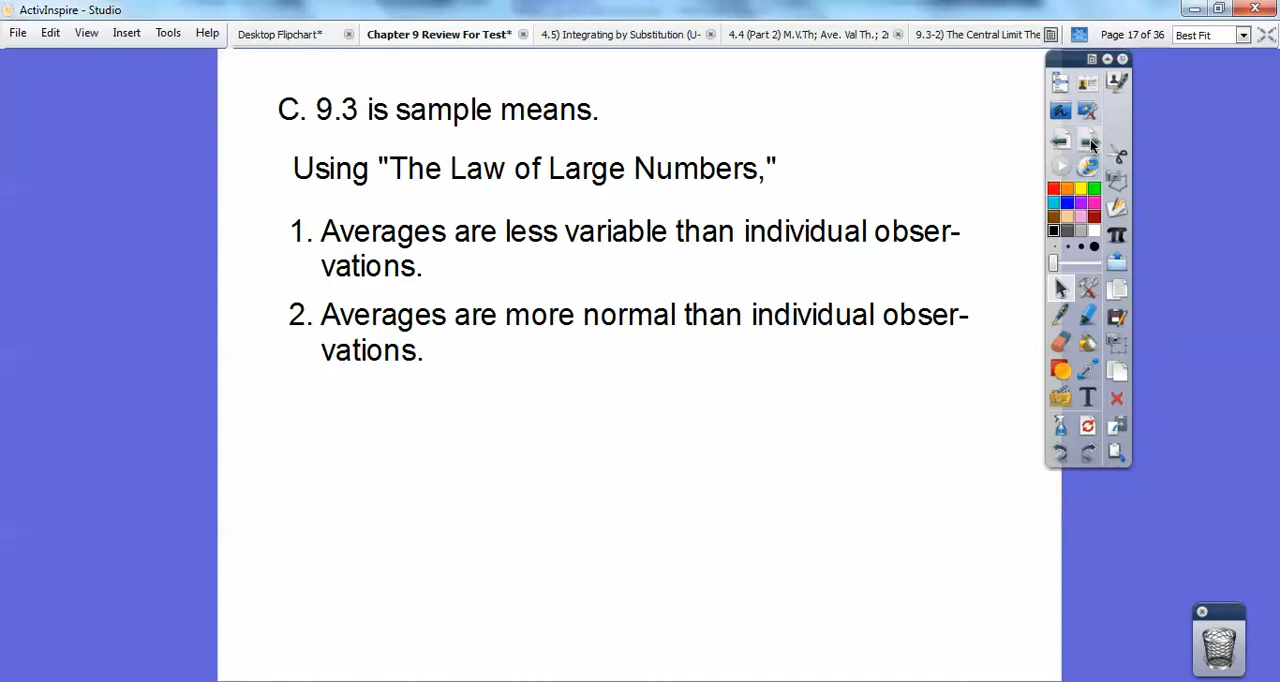 ActivInspire - Studio
File Edit View Insert Tools Help
Desktop Flipchart* Chapter 9 Review For Test* 4.5) Integrating by Substitution (U- 4.4 (Part 2) M.V.Th; Ave. Val Th.; 9.3-2) The Central Limit The Page 17 of 36 Best Fit
C. 9.3 is sample means.
Using "The Law of Large Numbers,"
1. Averages are less variable than individual obser-
vations.
2. Averages are more normal than individual obser-
vations.